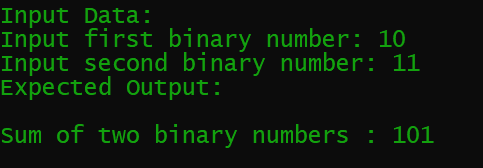 Input Data:
Input first binary number: 10
Input second binary number: 11
Expected Output:
Sum of two binary numbers : 101